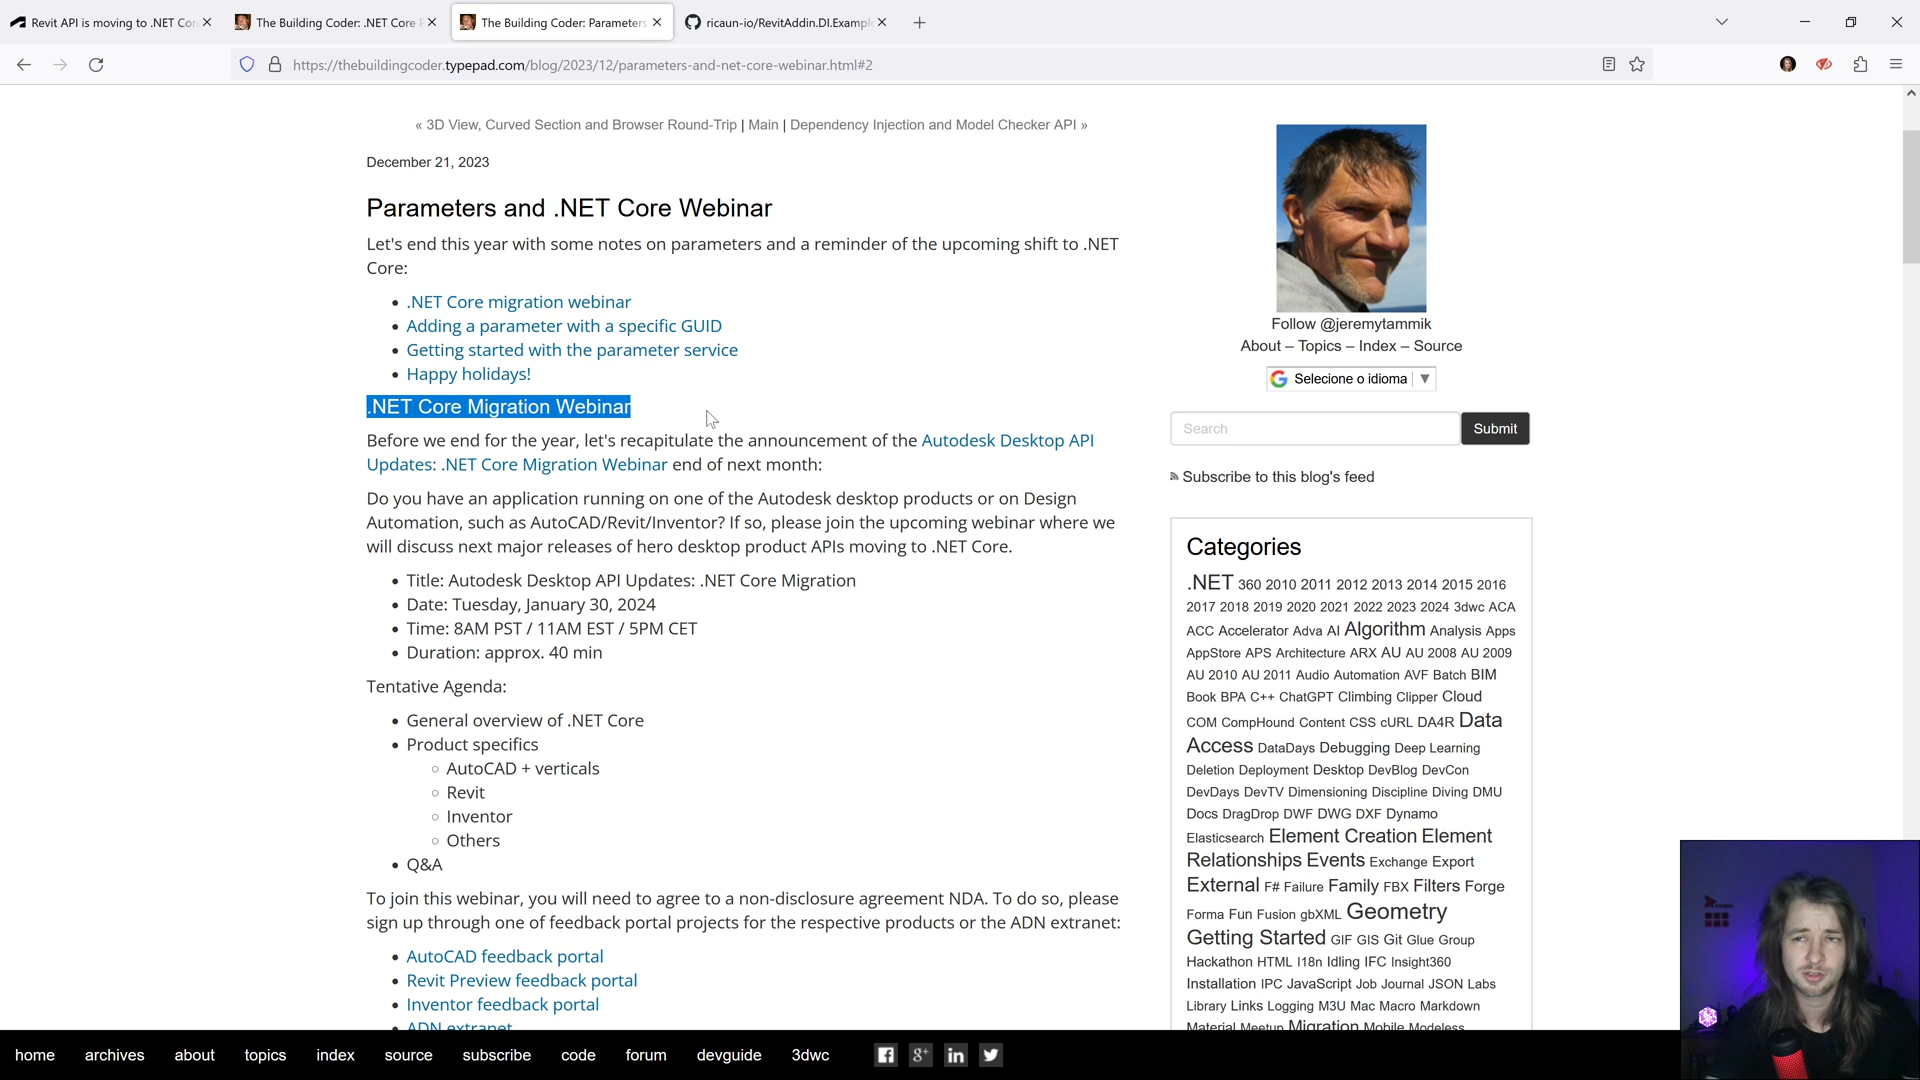 Revit API is moving to .NET Cor
The Building Coder: .NET Core
The Building Coder: Parameters
ricaun-io/RevitAddin.DI.Example
https://thebuildingcoder.typepad.com/blog/2023/12/parameters-and-net-core-webinar.html#2
« 3D View, Curved Section and Browser Round-Trip | Main | Dependency Injection and Model Checker API »
December 21, 2023
Parameters and .NET Core Webinar
Let's end this year with some notes on parameters and a reminder of the upcoming shift to .NET
Core:
.NET Core migration webinar
Adding a parameter with a specific GUID
Getting started with the parameter service
Happy holidays!
.NET Core Migration Webinar
Before we end for the year, let's recapitulate the announcement of the Autodesk Desktop API
Updates: .NET Core Migration Webinar end of next month:
Do you have an application running on one of the Autodesk desktop products or on Design
Automation, such as AutoCAD/Revit/Inventor? If so, please join the upcoming webinar where we
will discuss next major releases of hero desktop product APIs moving to .NET Core.
Title: Autodesk Desktop API Updates: .NET Core Migration
Date: Tuesday, January 30, 2024
Time: 8AM PST / 11AM EST / 5PM CET
Duration: approx. 40 min
Tentative Agenda:
General overview of .NET Core
Product specifics
AutoCAD + verticals
Revit
Inventor
Others
Q&A
To join this webinar, you will need to agree to a non-disclosure agreement NDA. To do so, please
sign up through one of feedback portal projects for the respective products or the ADN extranet:
AutoCAD feedback portal
Revit Preview feedback portal
Inventor feedback portal
ADN extranet
Follow @jeremytammik
About – Topics – Index – Source
Selecione o idioma ▼
Search
Submit
Subscribe to this blog's feed
Categories
.NET 360 2010 2011 2012 2013 2014 2015 2016
2017 2018 2019 2020 2021 2022 2023 2024 3dwc ACA
ACC Accelerator Adva AI Algorithm Analysis Apps
AppStore APS Architecture ARX AU AU 2008 AU 2009
AU 2010 AU 2011 Audio Automation AVF Batch BIM
Book BPA C++ ChatGPT Climbing Clipper Cloud
COM CompHound Content CSS cURL DA4R Data
Access DataDays Debugging Deep Learning
Deletion Deployment Desktop DevBlog DevCon
DevDays DevTV Dimensioning Discipline Diving DMU
Docs DragDrop DWF DWG DXF Dynamo
Elasticsearch Element Creation Element
Relationships Events Exchange Export
External F# Failure Family FBX Filters Forge
Forma Fun Fusion gbXML Geometry
Getting Started GIF GIS Git Glue Group
Hackathon HTML I18n Idling IFC Insight360
Installation IPC JavaScript Job Journal JSON Labs
Library Links Logging M3U Mac Macro Markdown
Material Meetup Migration Mobile Modeless
home archives about topics index source subscribe code forum devguide 3dwc